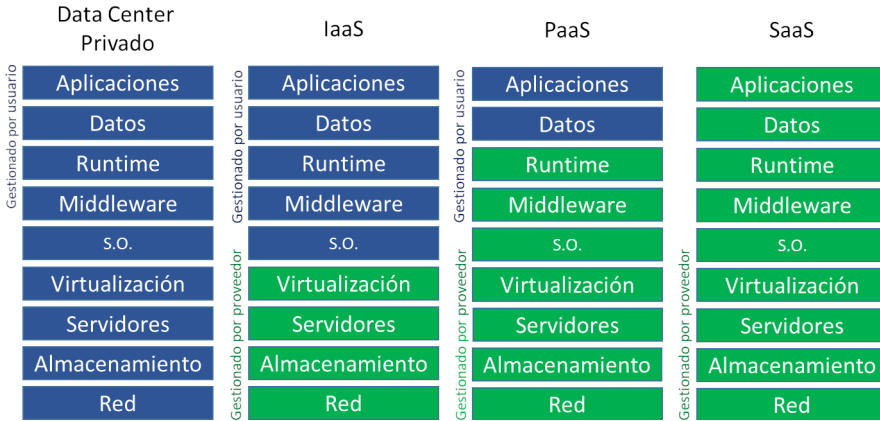 Data Center
Privado
Gestionado por usuario
Aplicaciones
Datos
Runtime
Middleware
S.O.
Virtualización
Servidores
Almacenamiento
Red
IaaS
Gestionado por usuario
Gestionado por proveedor
Aplicaciones
Datos
Runtime
Middleware
S.O.
Virtualización
Servidores
Almacenamiento
Red
PaaS
Gestionado por usuario
Gestionado por proveedor
Aplicaciones
Datos
Runtime
Middleware
S.O.
Virtualización
Servidores
Almacenamiento
Red
SaaS
Gestionado por proveedor
Aplicaciones
Datos
Runtime
Middleware
S.O.
Virtualización
Servidores
Almacenamiento
Red